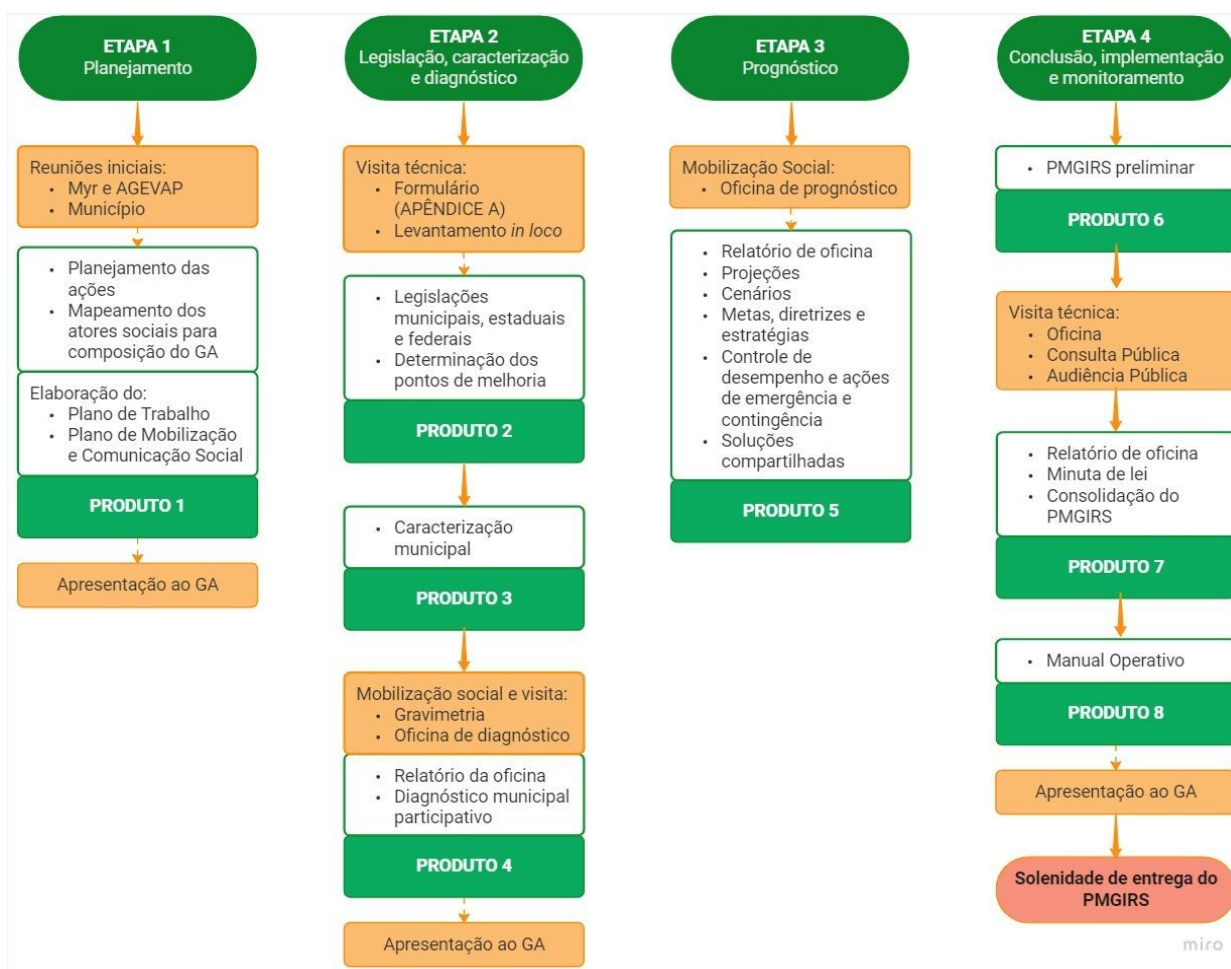 ETAPA 1
Planejamento
Reuniões iniciais:
• Myr e AGEVAP
• Município
• Planejamento das
ações
• Mapeamento dos
atores sociais para
composição do GA
Elaboração do:
• Plano de Trabalho
• Plano de Mobilização
e Comunicação Social
PRODUTO 1
Apresentação ao GA
ETAPA 2
Legislação, caracterização
e diagnóstico
Visita técnica:
• Formulário
(APÊNDICE A)
• Levantamento in loco
• Legislações
municipais, estaduais
e federais
• Determinação dos
pontos de melhoria
PRODUTO 2
• Caracterização
municipal
PRODUTO 3
Mobilização social e visita:
• Gravimetria
• Oficina de diagnóstico
• Relatório da oficina
• Diagnóstico municipal
participativo
PRODUTO 4
Apresentação ao GA
ETAPA 3
Prognóstico
Mobilização Social:
• Oficina de prognóstico
• Relatório de oficina
• Projeções
• Cenários
• Metas, diretrizes e
estratégias
• Controle de
desempenho e ações
de emergência e
contingência
• Soluções
compartilhadas
PRODUTO 5
ETAPA 4
Conclusão, implementação
e monitoramento
• PMGIRS preliminar
PRODUTO 6
Visita técnica:
• Oficina
• Consulta Pública
• Audiência Pública
• Relatório de oficina
• Minuta de lei
• Consolidação do
PMGIRS
PRODUTO 7
• Manual Operativo
PRODUTO 8
Apresentação ao GA
Solenidade de entrega do
PMGIRS
miro